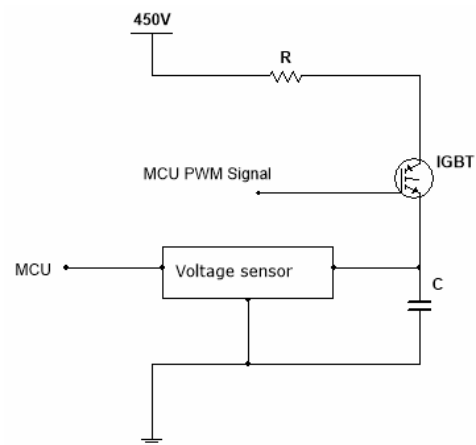 450V
R
IGBT
MCU PWM Signal
MCU
Voltage sensor
C